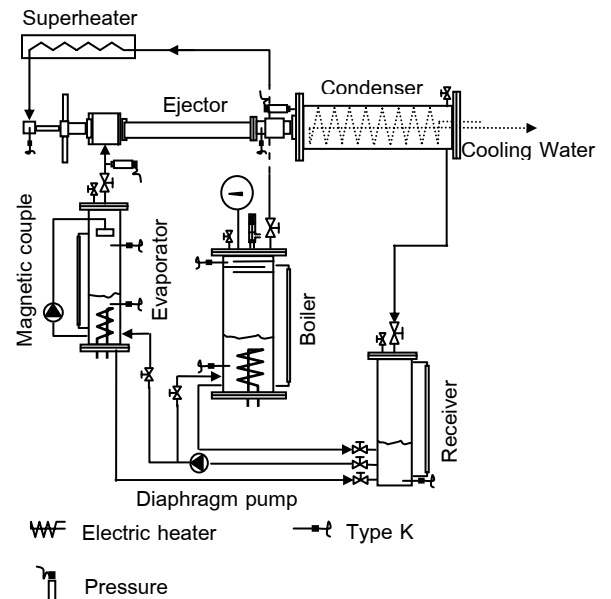 Superheater
Condenser
Ejector
Cooling Water
Magnetic couple
Evaporator
Boiler
Receiver
Diaphragm pump
Electric heater
Type K
Pressure